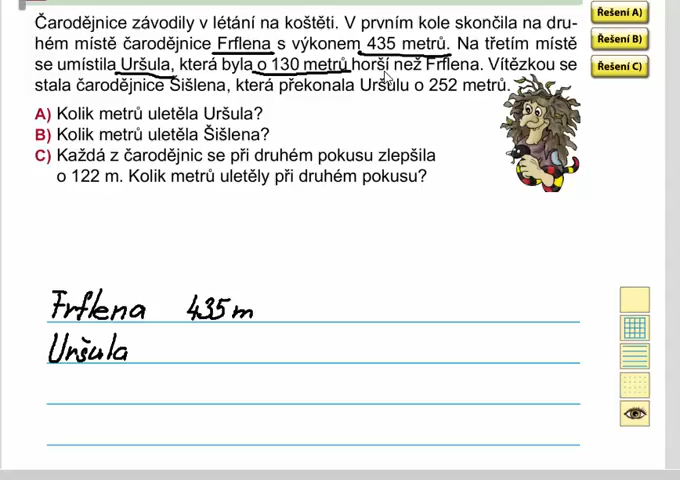 Čarodějnice závodily v létání na koštěti. V prvním kole skončila na dru-
hém místě čarodějnice Frflena s výkonem 435 metrů. Na třetím místě
se umístila Uršula, která byla o 130 metrů horší než Frflena. Vítězkou se
stala čarodějnice Šišlena, která překonala Uršulu o 252 metrů.
A) Kolik metrů uletěla Uršula?
B) Kolik metrů uletěla Šišlena?
C) Každá z čarodějnic se při druhém pokusu zlepšila
o 122 m. Kolik metrů uletěly při druhém pokusu?
Řešení A)
Řešení B)
Řešení C)
Frflena 435 m
Uršula